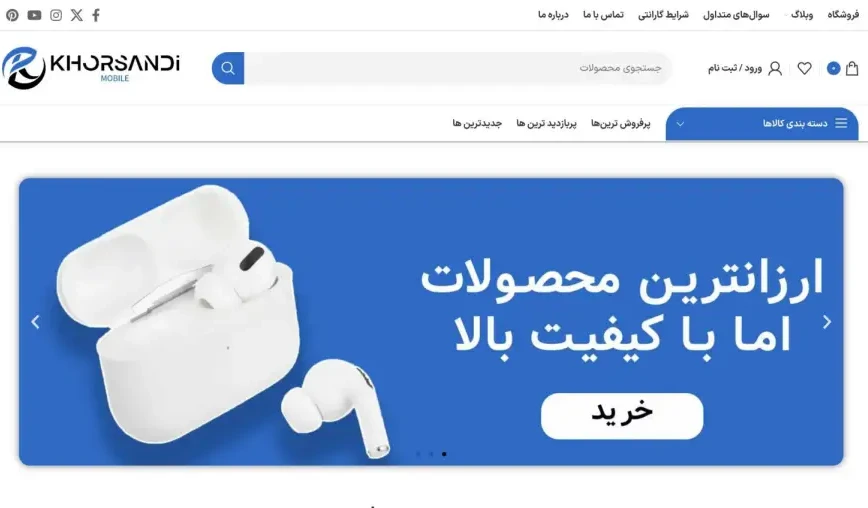 فروشگاه
وبلاگ
سوال‌های متداول
شرایط گارانتی
تماس با ما
درباره ما
۰
ورود / ثبت نام
جستجوی محصولات
KHORSANDi
MOBILE
دسته بندی کالاها
پرفروش ترین‌ها
پربازدید ترین ها
جدیدترین ها
ارزانترین محصولات
اما با کیفیت بالا
خرید